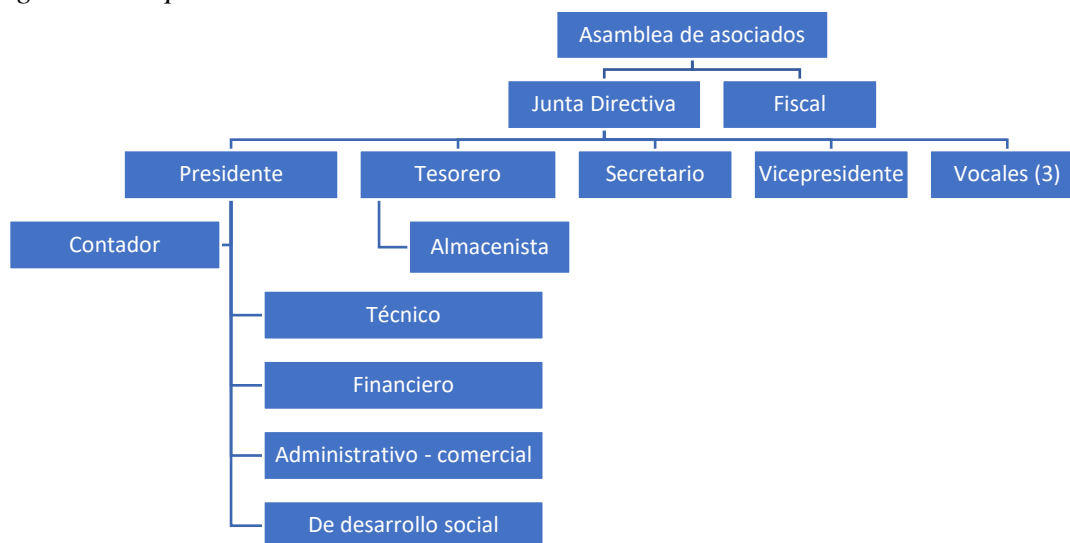 Asamblea de asociados
Junta Directiva
Fiscal
Presidente
Tesorero
Secretario
Vicepresidente
Vocales (3)
Contador
Almacenista
Técnico
Financiero
Administrativo - comercial
De desarrollo social